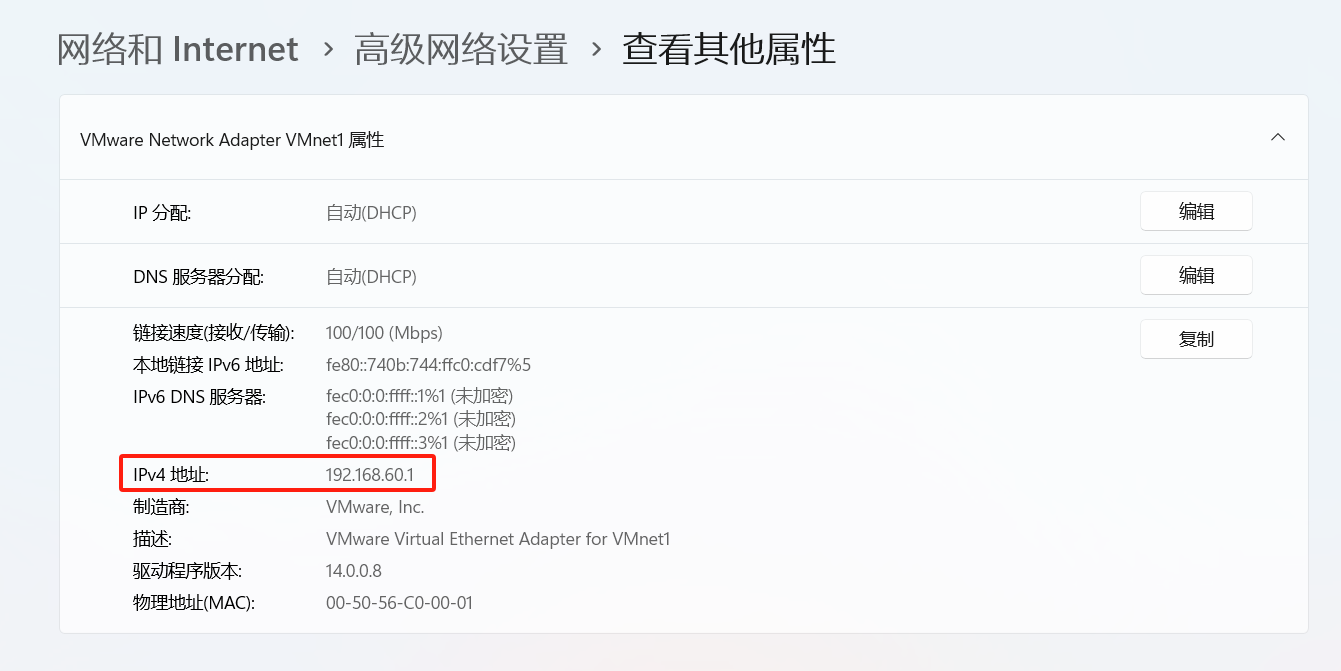 网络和 Internet › 高级网络设置 › 查看其他属性
VMware Network Adapter VMnet1 属性
IP 分配: 自动(DHCP) 编辑
DNS 服务器分配: 自动(DHCP) 编辑
链接速度(接收/传输): 100/100 (Mbps) 复制
本地链接 IPv6 地址: fe80::740b:744:ffc0:cdf7%5
IPv6 DNS 服务器: fec0:0:0:ffff::1%1 (未加密)
fec0:0:0:ffff::2%1 (未加密)
fec0:0:0:ffff::3%1 (未加密)
IPv4 地址: 192.168.60.1
制造商: VMware, Inc.
描述: VMware Virtual Ethernet Adapter for VMnet1
驱动程序版本: 14.0.0.8
物理地址(MAC): 00-50-56-C0-00-01